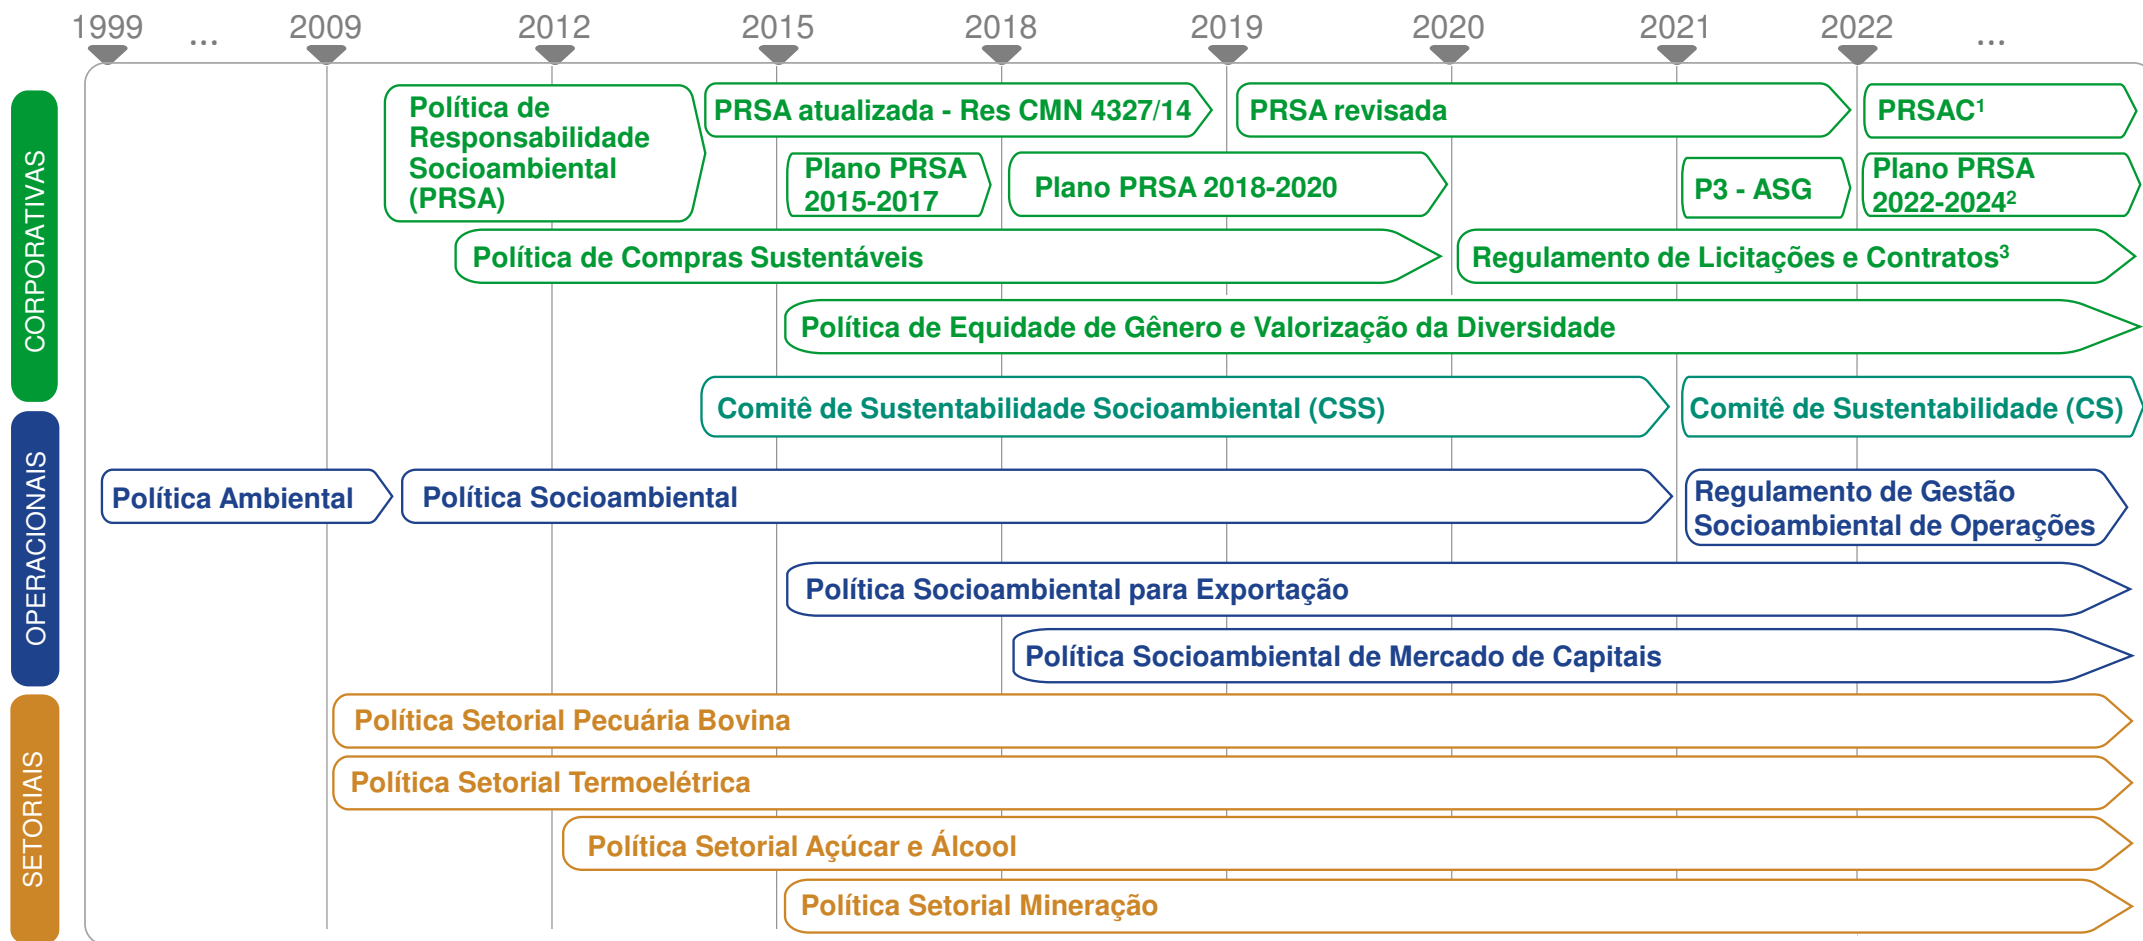 1999 ... 2009 2012 2015 2018 2019 2020 2021 2022 ...
CORPORATIVAS
Política de
Responsabilidade
Socioambiental
(PRSA)
PRSA atualizada - Res CMN 4327/14
PRSA revisada
PRSAC¹
Plano PRSA
2015-2017
Plano PRSA 2018-2020
P3 - ASG
Plano PRSA
2022-2024²
Política de Compras Sustentáveis
Regulamento de Licitações e Contratos³
Política de Equidade de Gênero e Valorização da Diversidade
Comitê de Sustentabilidade Socioambiental (CSS)
Comitê de Sustentabilidade (CS)
OPERACIONAIS
Política Ambiental
Política Socioambiental
Regulamento de Gestão
Socioambiental de Operações
Política Socioambiental para Exportação
Política Socioambiental de Mercado de Capitais
SETORIAIS
Política Setorial Pecuária Bovina
Política Setorial Termoelétrica
Política Setorial Açúcar e Álcool
Política Setorial Mineração